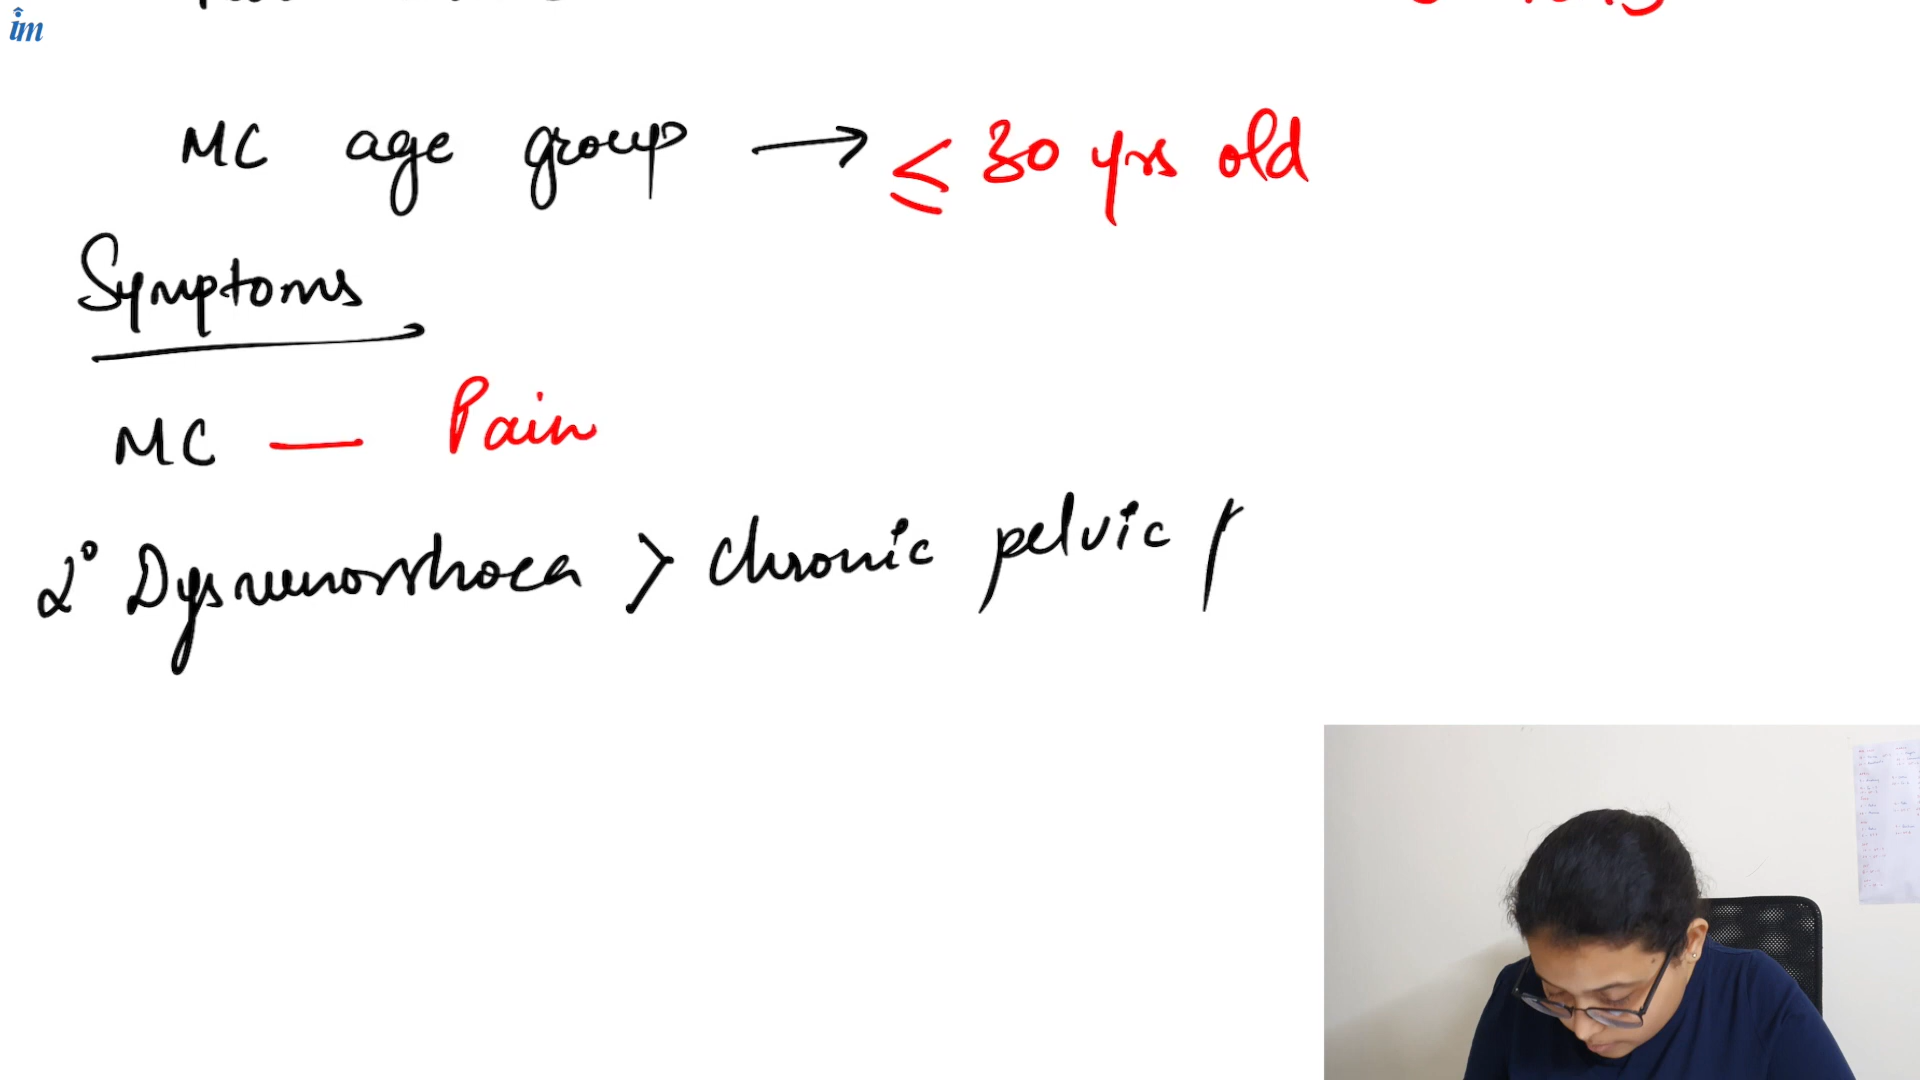 im
MC age group → ≤ 30 yrs old
Symptoms
MC — Pain
2° Dysmenorrhoea > chronic pelvic p